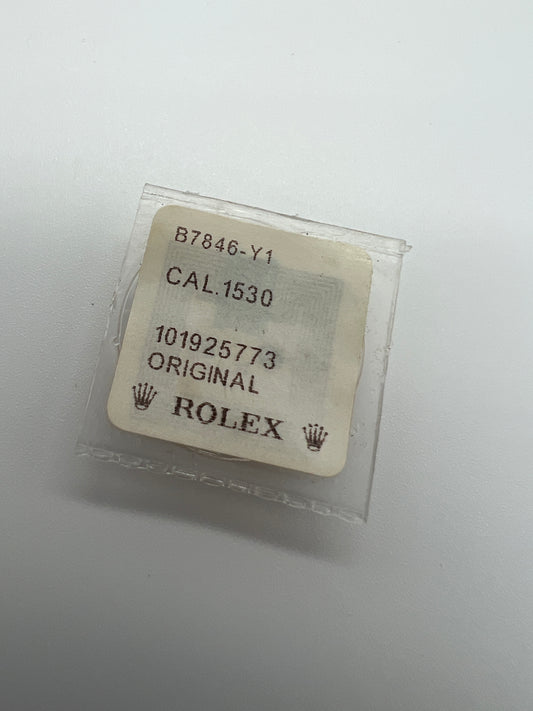 B7846-Y1
CAL.1530
101925773
ORIGINAL
ROLEX